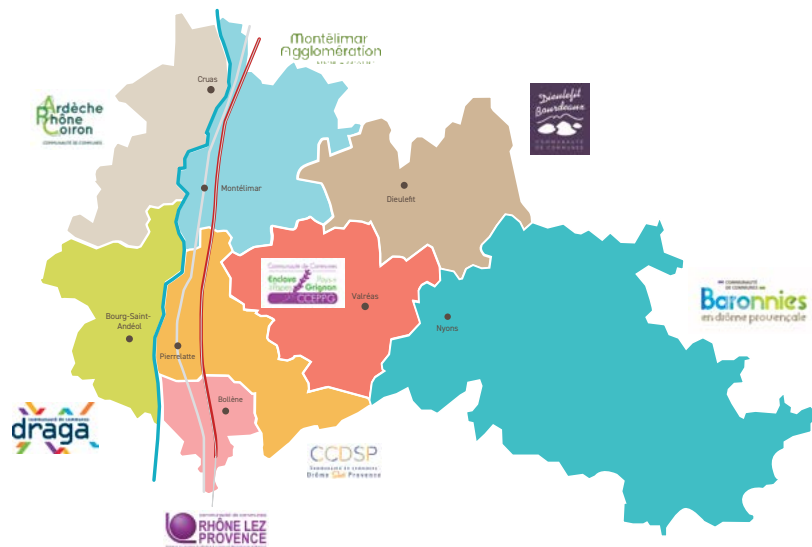 Montélimar
Agglomération
Cruas
Ardèche
Rhône
Coiron
COMMUNAUTÉ DE COMMUNES
Dieulefit
Bourdeaux
COMMUNAUTÉ
DE COMMUNES
Montélimar
Dieulefit
Communauté de Communes
Enclave
des Papes
Pays de
Grignan
CCEPPG
Valréas
COMMUNAUTÉ
DE COMMUNES
Baronnies
en drôme provençale
Bourg-Saint-
Andéol
Nyons
Pierrelatte
Bollène
COMMUNAUTÉ DE COMMUNES
draga
CCDSP
Communauté de communes
Drôme Sud Provence
communauté de communes
RHÔNE LEZ
PROVENCE